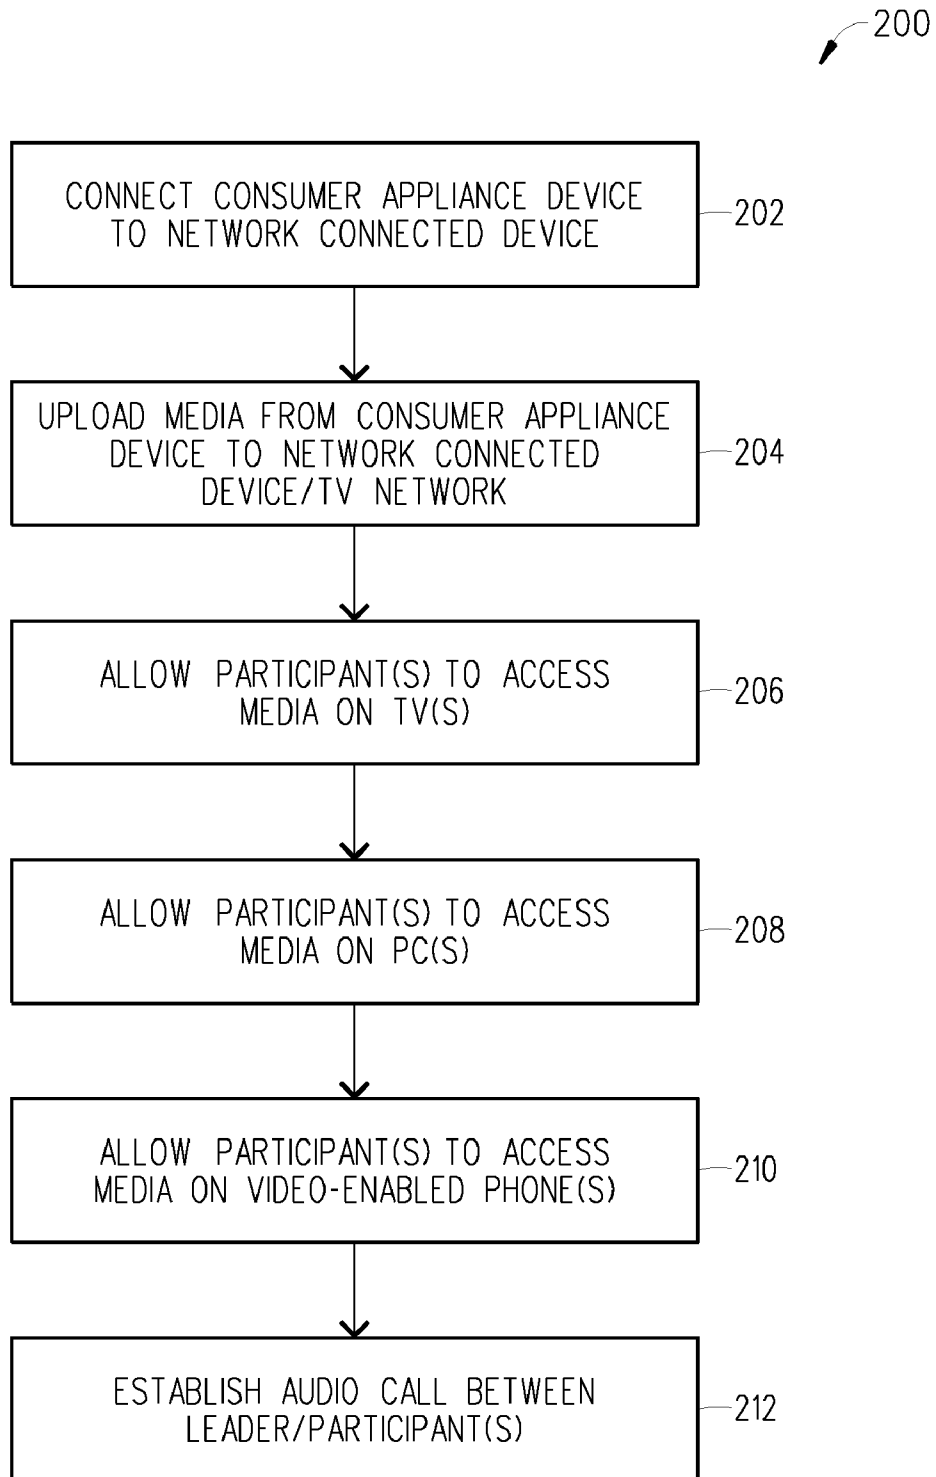 200
CONNECT CONSUMER APPLIANCE DEVICE
TO NETWORK CONNECTED DEVICE
202
UPLOAD MEDIA FROM CONSUMER APPLIANCE
DEVICE TO NETWORK CONNECTED
DEVICE/TV NETWORK
204
ALLOW PARTICIPANT(S) TO ACCESS
MEDIA ON TV(S)
206
ALLOW PARTICIPANT(S) TO ACCESS
MEDIA ON PC(S)
208
ALLOW PARTICIPANT(S) TO ACCESS
MEDIA ON VIDEO-ENABLED PHONE(S)
210
ESTABLISH AUDIO CALL BETWEEN
LEADER/PARTICIPANT(S)
212